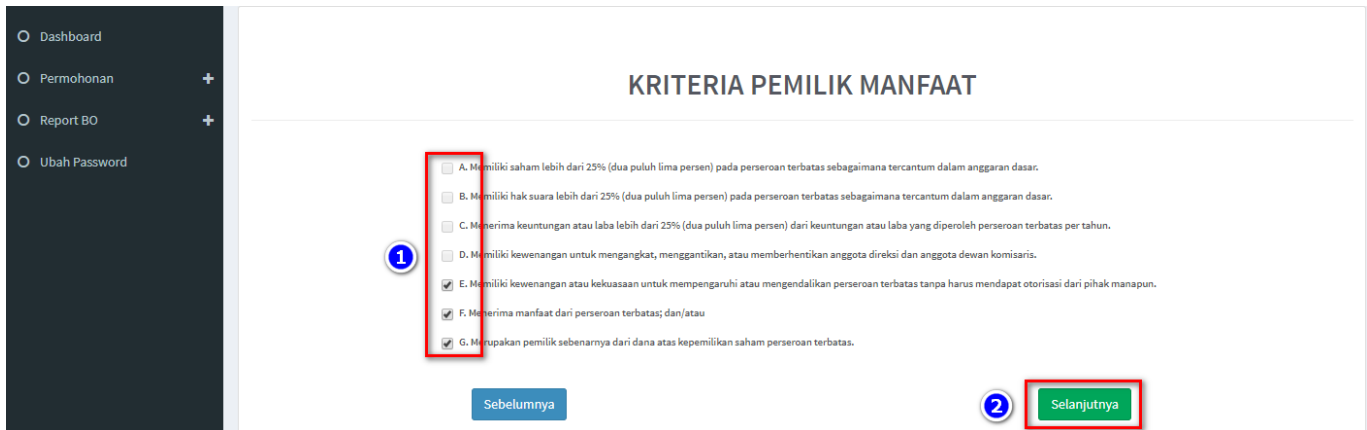 Dashboard
Permohonan
Report BO
Ubah Password
KRITERIA PEMILIK MANFAAT
A. Memiliki saham lebih dari 25% (dua puluh lima persen) pada perseroan terbatas sebagaimana tercantum dalam anggaran dasar.
B. Memiliki hak suara lebih dari 25% (dua puluh lima persen) pada perseroan terbatas sebagaimana tercantum dalam anggaran dasar.
C. Menerima keuntungan atau laba lebih dari 25% (dua puluh lima persen) dari keuntungan atau laba yang diperoleh perseroan terbatas per tahun.
1
D. Memiliki kewenangan untuk mengangkat, menggantikan, atau memberhentikan anggota direksi dan anggota dewan komisaris.
E. Memiliki kewenangan atau kekuasaan untuk mempengaruhi atau mengendalikan perseroan terbatas tanpa harus mendapat otorisasi dari pihak manapun.
F. Menerima manfaat dari perseroan terbatas; dan/atau
G. Merupakan pemilik sebenarnya dari dana atas kepemilikan saham perseroan terbatas.
Sebelumnya
2
Selanjutnya